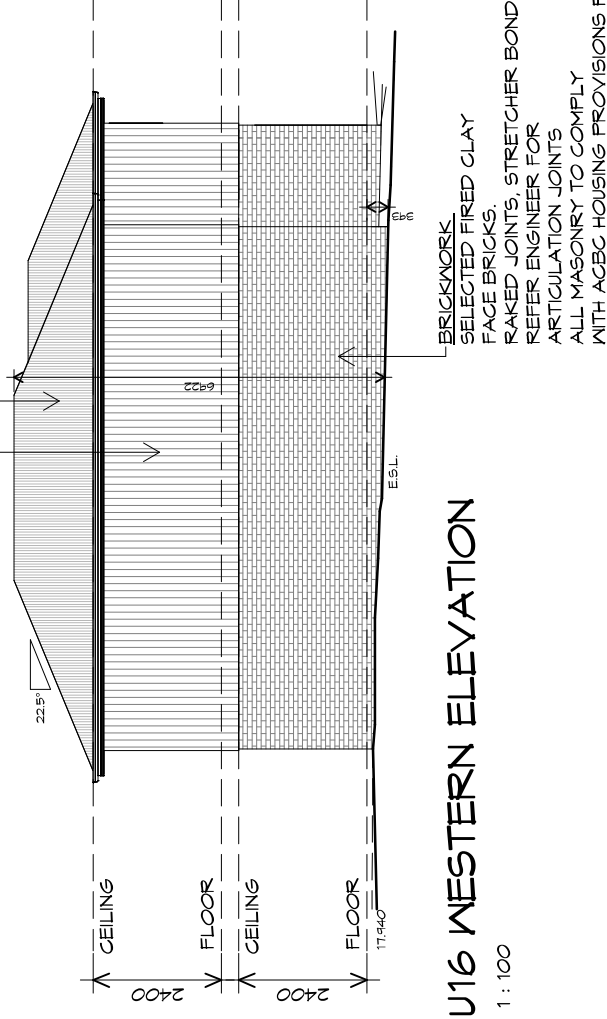 22.5°
6922
393
CEILING
FLOOR
CEILING
FLOOR
2400
2400
17.940
E.S.L.
BRICKWORK
SELECTED FIRED CLAY
FACE BRICKS.
RAKED JOINTS, STRETCHER BOND
REFER ENGINEER FOR
ARTICULATION JOINTS
ALL MASONRY TO COMPLY
WITH ACBC HOUSING PROVISIONS
U16 WESTERN ELEVATION
1 : 100